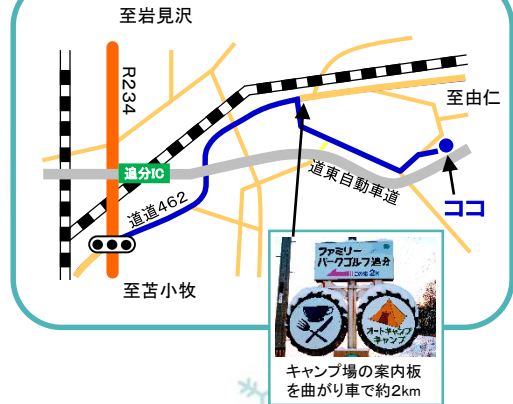 至岩見沢
R234
至由仁
追分IC
道東自動車道
道道462
ココ
至苫小牧
ファミリー
パークゴルフ追分
この先2キロ
オートキャンプ
キャンプ
キャンプ場の案内板
を曲がり車で約2km